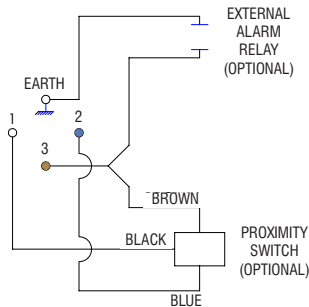 EXTERNAL
ALARM
RELAY
(OPTIONAL)
EARTH
1
2
3
BROWN
BLACK
PROXIMITY
SWITCH
(OPTIONAL)
BLUE